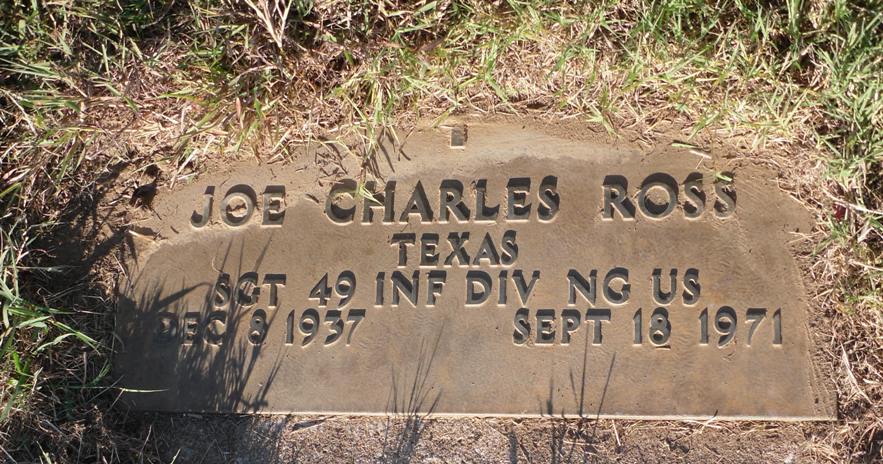 JOE CHARLES ROSS
TEXAS
SGT 49 INF DIV NG US
DEC 8 1937 SEPT 18 1971